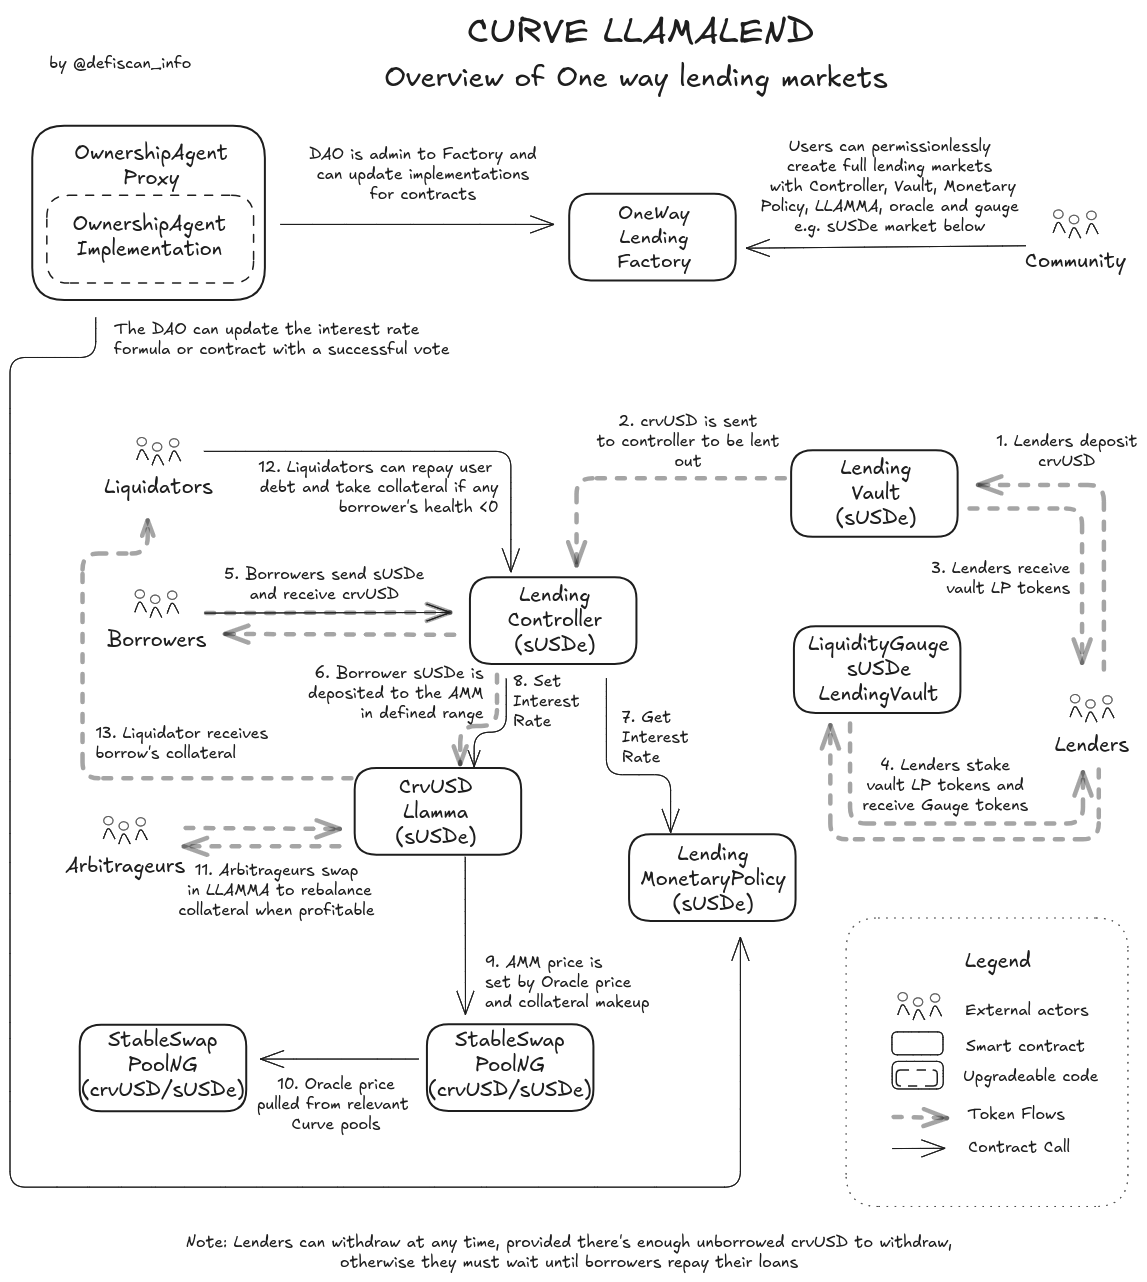 CURVE LLAMALEND
by @defiscan_info
Overview of One way lending markets
OwnershipAgent
Proxy
OwnershipAgent
Implementation
DAO is admin to Factory and
can update implementations
for contracts
OneWay
Lending
Factory
Users can permissionlessly
create full lending markets
with Controller, Vault, Monetary
Policy, LLAMMA, oracle and gauge
e.g. sUSDe market below
Community
The DAO can update the interest rate
formula or contract with a successful vote
Liquidators
12. Liquidators can repay user
debt and take collateral if any
borrower's health <0
2. crvUSD is sent
to controller to be lent
out
Lending
Vault
(sUSDe)
1. Lenders deposit
crvUSD
3. Lenders receive
vault LP tokens
Borrowers
5. Borrowers send sUSDe
and receive crvUSD
Lending
Controller
(sUSDe)
LiquidityGauge
sUSDe
LendingVault
Lenders
6. Borrower sUSDe is
deposited to the AMM
in defined range
8. Set
Interest
Rate
7. Get
Interest
Rate
4. Lenders stake
vault LP tokens and
receive Gauge tokens
13. Liquidator receives
borrow's collateral
CrvUSD
Llamma
(sUSDe)
Arbitrageurs
11. Arbitrageurs swap
in LLAMMA to rebalance
collateral when profitable
Lending
MonetaryPolicy
(sUSDe)
9. AMM price is
set by Oracle price
and collateral makeup
StableSwap
PoolNG
(crvUSD/sUSDe)
10. Oracle price
pulled from relevant
Curve pools
StableSwap
PoolNG
(crvUSD/sUSDe)
Legend
External actors
Smart contract
Upgradeable code
Token Flows
Contract Call
Note: Lenders can withdraw at any time, provided there's enough unborrowed crvUSD to withdraw,
otherwise they must wait until borrowers repay their loans